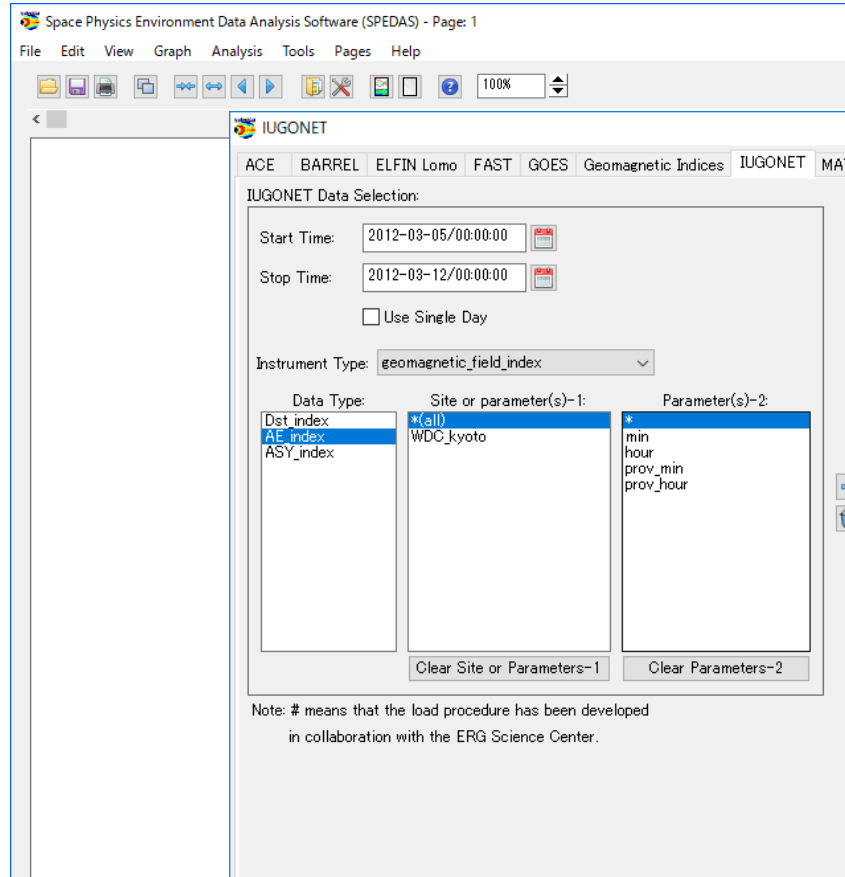 Space Physics Environment Data Analysis Software (SPEDAS) - Page: 1
File Edit View Graph Analysis Tools Pages Help
100%
IUGONET
ACE BARREL ELFIN Lomo FAST GOES Geomagnetic Indices IUGONET MA
IUGONET Data Selection:
Start Time: 2012-03-05/00:00:00
Stop Time: 2012-03-12/00:00:00
Use Single Day
Instrument Type: geomagnetic_field_index
Data Type: Site or parameter(s)-1: Parameter(s)-2:
Dst_index *(all) *
AE_index WDC_kyoto min
ASY_index hour
prov_min
prov_hour
Clear Site or Parameters-1 Clear Parameters-2
Note: # means that the load procedure has been developed
in collaboration with the ERG Science Center.